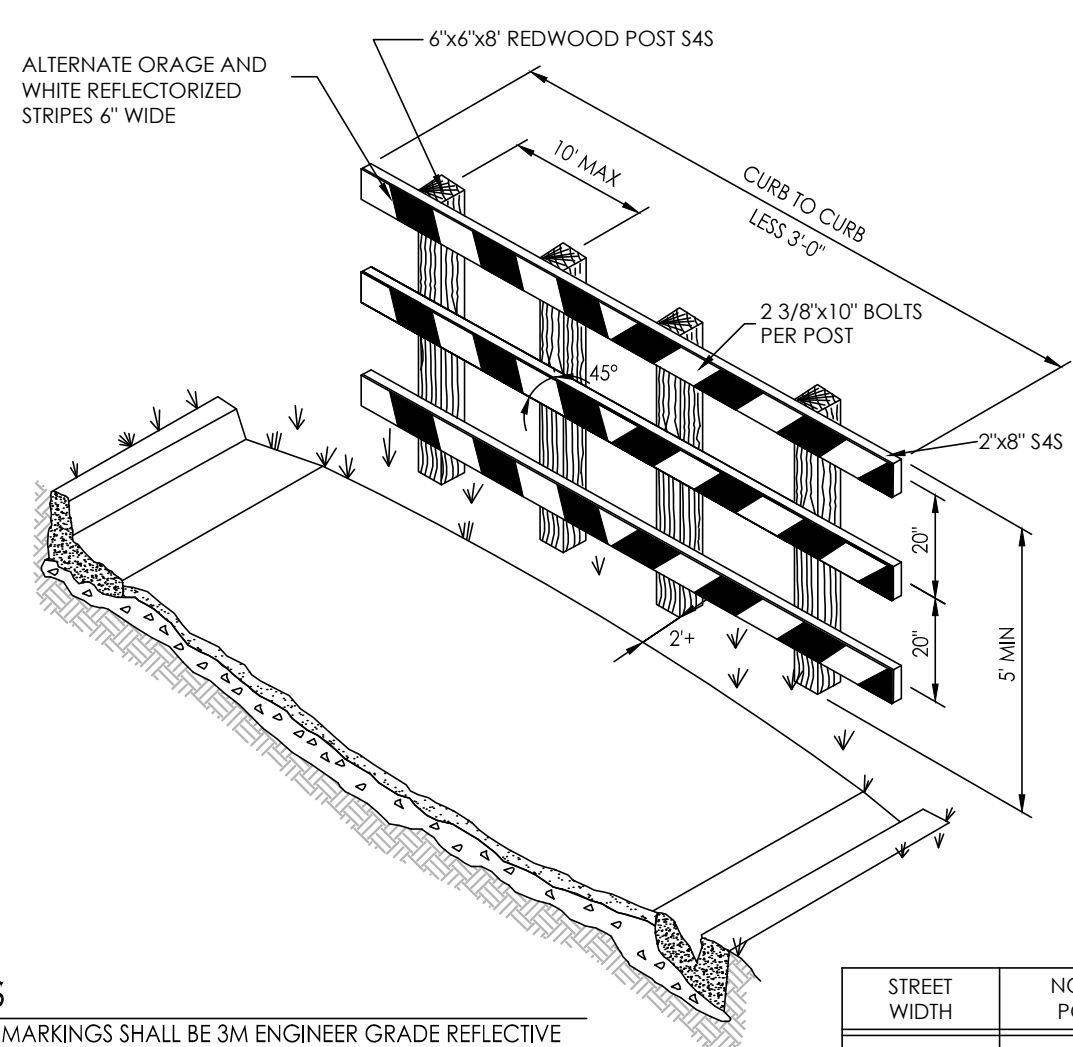 6"x6"x8' REDWOOD POST S4S
ALTERNATE ORAGE AND
WHITE REFLECTORIZED
STRIPES 6" WIDE
10' MAX
CURB TO CURB
LESS 3'-0"
2 3/8"x10" BOLTS
PER POST
45°
2"x8" S4S
20"
20"
5' MIN
2'+
S
MARKINGS SHALL BE 3M ENGINEER GRADE REFLECTIVE
STREET
WIDTH